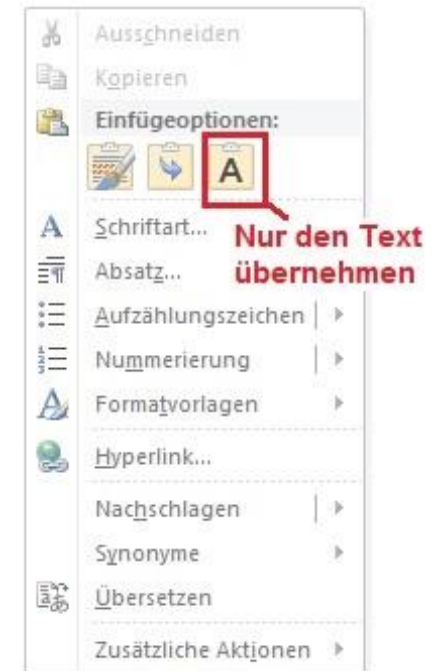 Ausschneiden
Kopieren
Einfügeoptionen:
A
Schriftart...
Nur den Text
übernehmen
Absatz...
Aufzählungszeichen
Nummerierung
Formatvorlagen
Hyperlink...
Nachschlagen
Synonyme
Übersetzen
Zusätzliche Aktionen